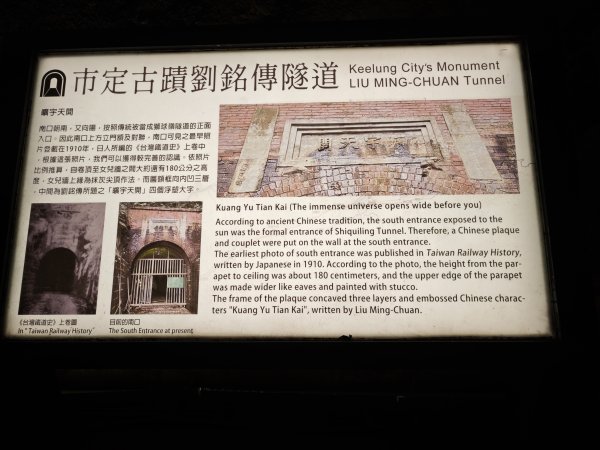 市定古蹟劉銘傳隧道
Keelung City's Monument
LIU MING-CHUAN Tunnel
曠宇天開
南口朝南，又向陽，按照傳統被當成獅球嶺隧道的正面
入口。因此南口上方立門額及對聯，南口可見之最早照
片登載在1910年，日人所編的《台灣鐵道史》上卷中
，根據這張照片，我們可以獲得較完善的認識，依照片
比例推算，自卷頂至女兒牆之間大約還有180公分之高
度，女兒牆上緣為抹灰尖頂作法。而匾額框向內凹三層
，中間為劉銘傳所題之「曠宇天開」四個浮塑大字。
開天宇曠
Kuang Yu Tian Kai (The immense universe opens wide before you)
According to ancient Chinese tradition, the south entrance exposed to the
sun was the formal entrance of Shiquiling Tunnel. Therefore, a Chinese plaque
and couplet were put on the wall at the south entrance.
The earliest photo of south entrance was published in Taiwan Railway History,
written by Japanese in 1910. According to the photo, the height from the par-
apet to ceiling was about 180 centimeters, and the upper edge of the parapet
was made wider like eaves and painted with stucco.
The frame of the plaque concaved three layers and embossed Chinese charac-
ters "Kuang Yu Tian Kai", written by Liu Ming-Chuan.
《台灣鐵道史》上卷圖
In " Taiwan Railway History"
目前的南口
The South Entrance at present